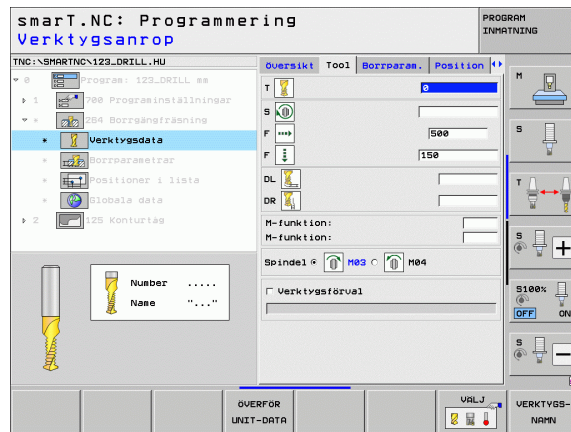 smarT.NC: Programmering
Verktygsanrop
PROGRAM
INMATNING
TNC:\SMARTNC\123_DRILL.HU
0 Program: 123_DRILL mm
1 700 Programinställningar
* 284 Borrgängfräsning
* Verktygsdata
* Borrparametrar
* Positioner i lista
* Globala data
2 125 Konturtåg
Number .....
Name "..."
Översikt Tool Borrparam. Position
T 0
S
F 500
F 150
DL
DR
M-funktion:
M-funktion:
Spindel M03 M04
Verktygsförval
M
S
T
S
S100%
OFF ON
S
ÖVERFÖR
UNIT-DATA
VALJ
VERKTYGS-
NAMN